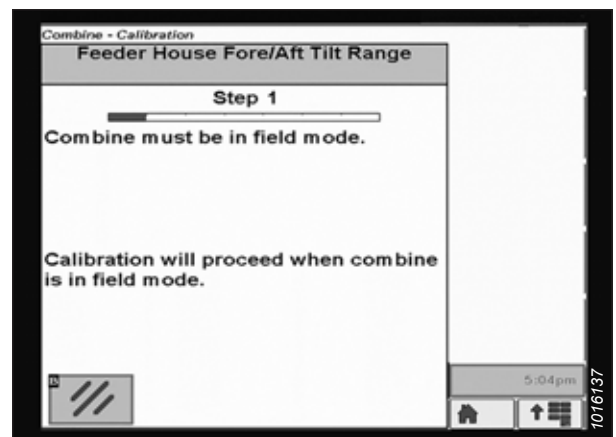 Combine - Calibration
Feeder House Fore/Aft Tilt Range
Step 1
Combine must be in field mode.
Calibration will proceed when combine
is in field mode.
5:04pm
1016137